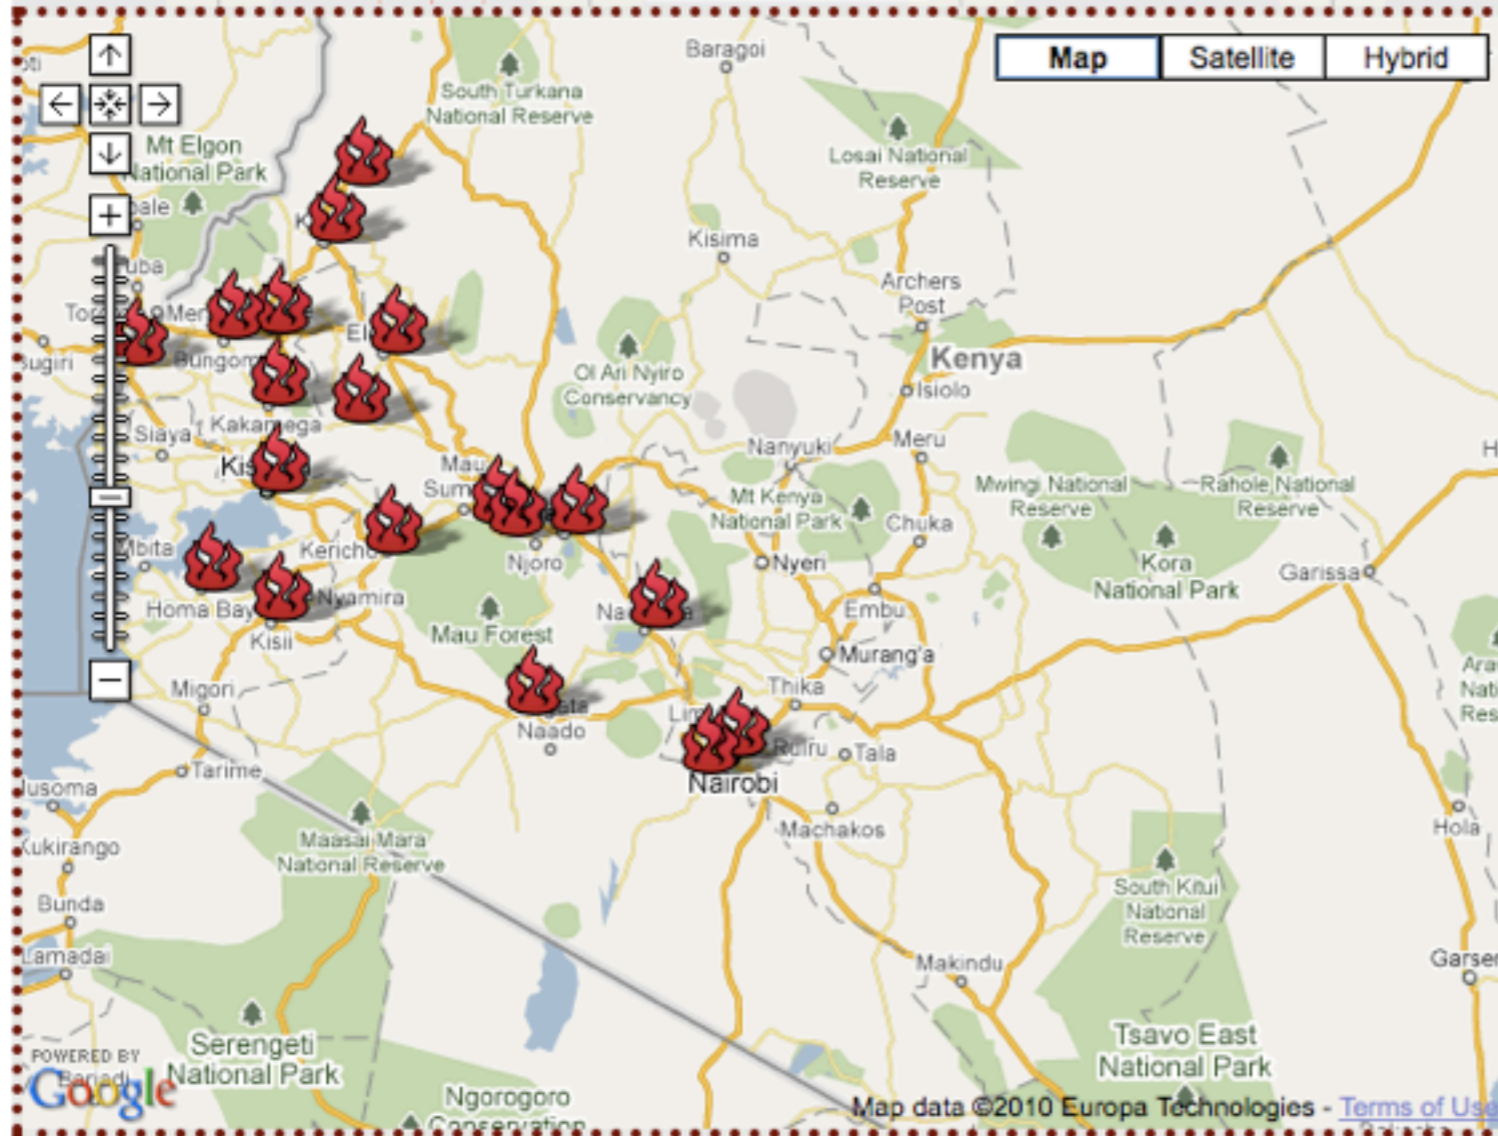 Baragoi
Map
Satellite
Hybrid
South Turkana
National Reserve
Mt Elgon
National Park
Losai National
Reserve
Kisima
Archers
Post
Kenya
Ol Ari Nyiro
Conservancy
Isiolo
Siaya
Kakamega
Nanyuki
Meru
Mau
Mt Kenya
National Park
Mwingi National
Reserve
Rahole National
Reserve
Chuka
Kericho
Njoro
Nyeri
Kora
National Park
Garissa
Mbita
Homa Bay
Nyamira
Embu
Mau Forest
Kisii
Murang'a
Migori
Thika
Naado
Ruiru
Tala
Tarime
Nairobi
Machakos
Hola
Maasai Mara
National Reserve
South Kitui
National
Reserve
Bunda
Lamadai
Makindu
Serengeti
National Park
Tsavo East
National Park
POWERED BY
Google
Ngorogoro
Conservation
Map data ©2010 Europa Technologies - Terms of Use